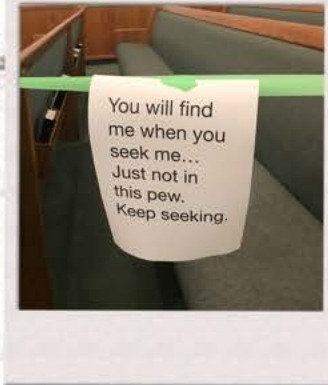 You will find
me when you
seek me...
Just not in
this pew.
Keep seeking.